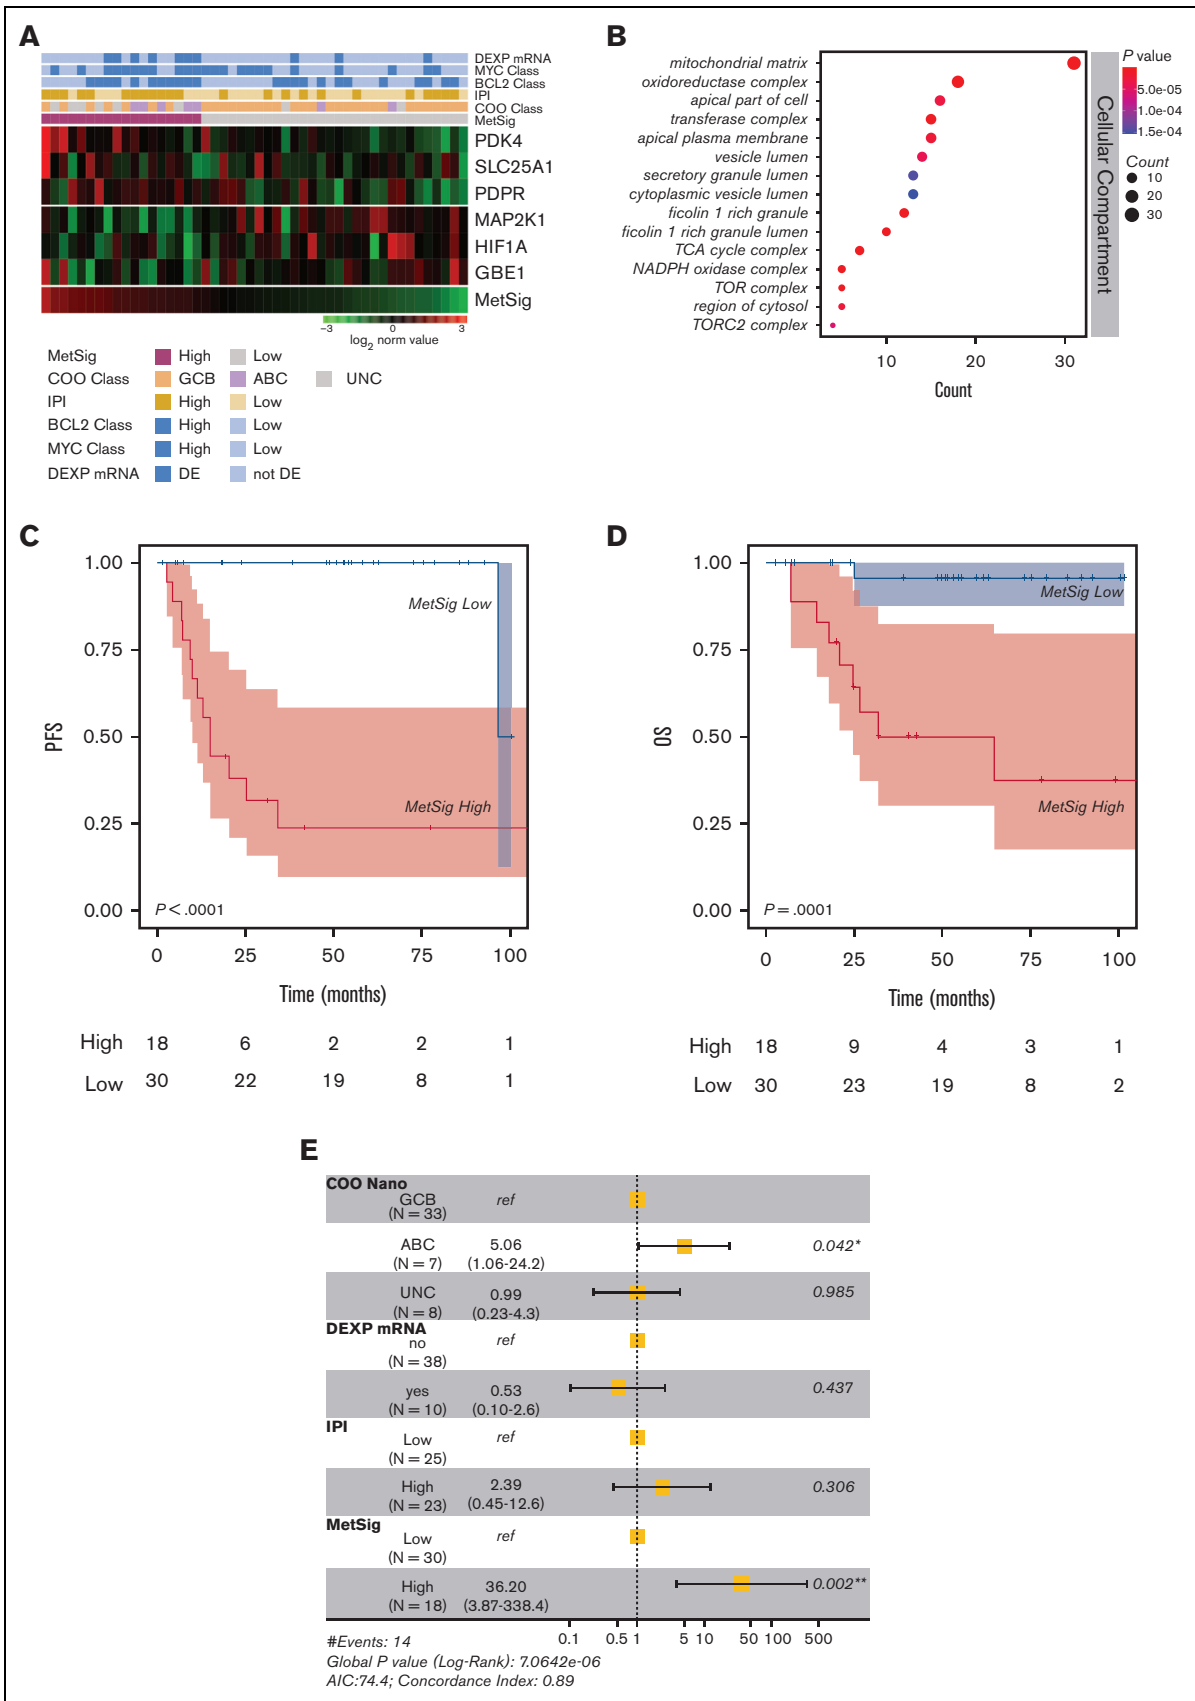 A
DEXP mRNA
MYC Class
BCL2 Class
IPI
COO Class
MetSig
PDK4
SLC25A1
PDPR
MAP2K1
HIF1A
GBE1
MetSig
−3 0 3
log2 norm value
MetSig High Low
COO Class GCB ABC UNC
IPI High Low
BCL2 Class High Low
MYC Class High Low
DEXP mRNA DE not DE
B
mitochondrial matrix
oxidoreductase complex
apical part of cell
transferase complex
apical plasma membrane
vesicle lumen
secretory granule lumen
cytoplasmic vesicle lumen
ficolin 1 rich granule
ficolin 1 rich granule lumen
TCA cycle complex
NADPH oxidase complex
TOR complex
region of cytosol
TORC2 complex
10 20 30
Count
Cellular Compartment
P value
5.0e-05
1.0e-04
1.5e-04
Count
10
20
30
C
1.00
0.75
0.50
0.25
0.00
PFS
MetSig Low
MetSig High
P < .0001
0 25 50 75 100
Time (months)
High 18 6 2 2 1
Low 30 22 19 8 1
D
1.00
0.75
0.50
0.25
0.00
OS
MetSig Low
MetSig High
P = .0001
0 25 50 75 100
Time (months)
High 18 9 4 3 1
Low 30 23 19 8 2
E
COO Nano
GCB ref
(N = 33)
ABC 5.06 0.042*
(N = 7) (1.06-24.2)
UNC 0.99 0.985
(N = 8) (0.23-4.3)
DEXP mRNA
no ref
(N = 38)
yes 0.53 0.437
(N = 10) (0.10-2.6)
IPI
Low ref
(N = 25)
High 2.39 0.306
(N = 23) (0.45-12.6)
MetSig
Low ref
(N = 30)
High 36.20 0.002**
(N = 18) (3.87-338.4)
0.1 0.5 1 5 10 50 100 500
#Events: 14
Global P value (Log-Rank): 7.0642e-06
AIC:74.4; Concordance Index: 0.89